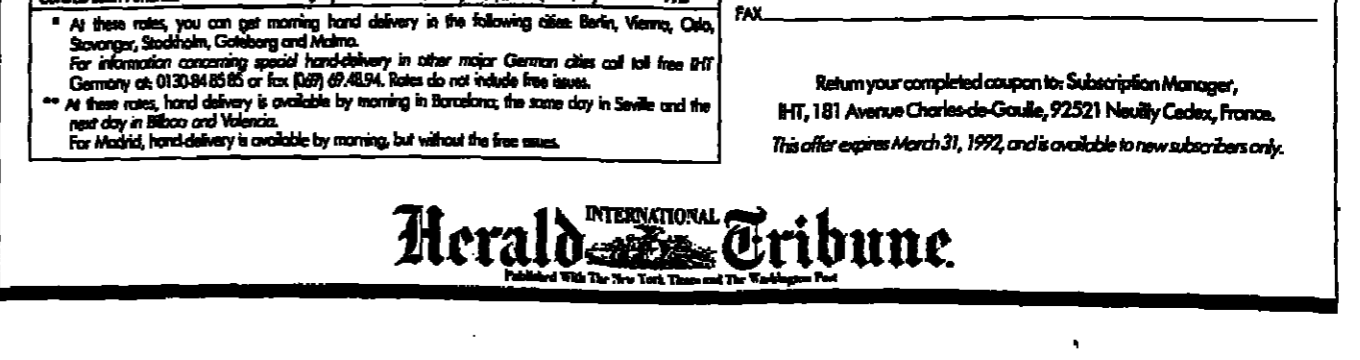 * At these rates, you can get morning hand delivery in the following cities: Berlin, Vienna, Oslo,
Stavanger, Stockholm, Goteborg and Malmo.
For information concerning special hand-delivery in other major German cities call toll free IHT
Germany at: 0130-84 85 85 or fax (069) 69.48.94. Rates do not include free issues.
** At these rates, hand delivery is available by morning in Barcelona; the same day in Seville and the
next day in Bilbao and Valencia.
For Madrid, hand-delivery is available by morning, but without the free issues.
FAX
Return your completed coupon to: Subscription Manager,
IHT, 181 Avenue Charles-de-Gaulle, 92521 Neuilly Cedex, France.
This offer expires March 31, 1992, and is available to new subscribers only.
INTERNATIONAL
Herald Tribune.
Published With The New York Times and The Washington Post